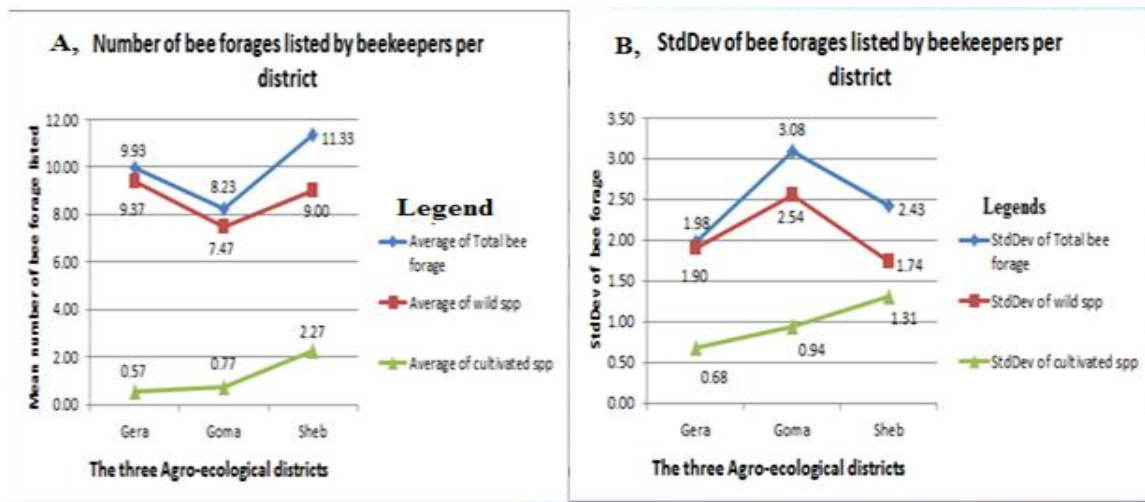 A, Number of bee forages listed by beekeepers per
district
Mean number of bee forage listed
12.00
10.00
8.00
6.00
4.00
2.00
0.00
9.93
8.23
11.33
9.37
7.47
9.00
0.57
0.77
2.27
Gera
Goma
Sheb
The three Agro-ecological districts
Legend
Average of Total bee
forage
Average of wild spp
Average of cultivated spp
B, StdDev of bee forages listed by beekeepers per
district
StdDev of bee forage
3.50
3.00
2.50
2.00
1.50
1.00
0.50
0.00
1.98
3.08
2.43
1.90
2.54
1.74
0.68
0.94
1.31
Gera
Goma
Sheb
The three Agro-ecological districts
Legends
StdDev of Total bee
forage
StdDev of wild spp
StdDev of cultivated spp